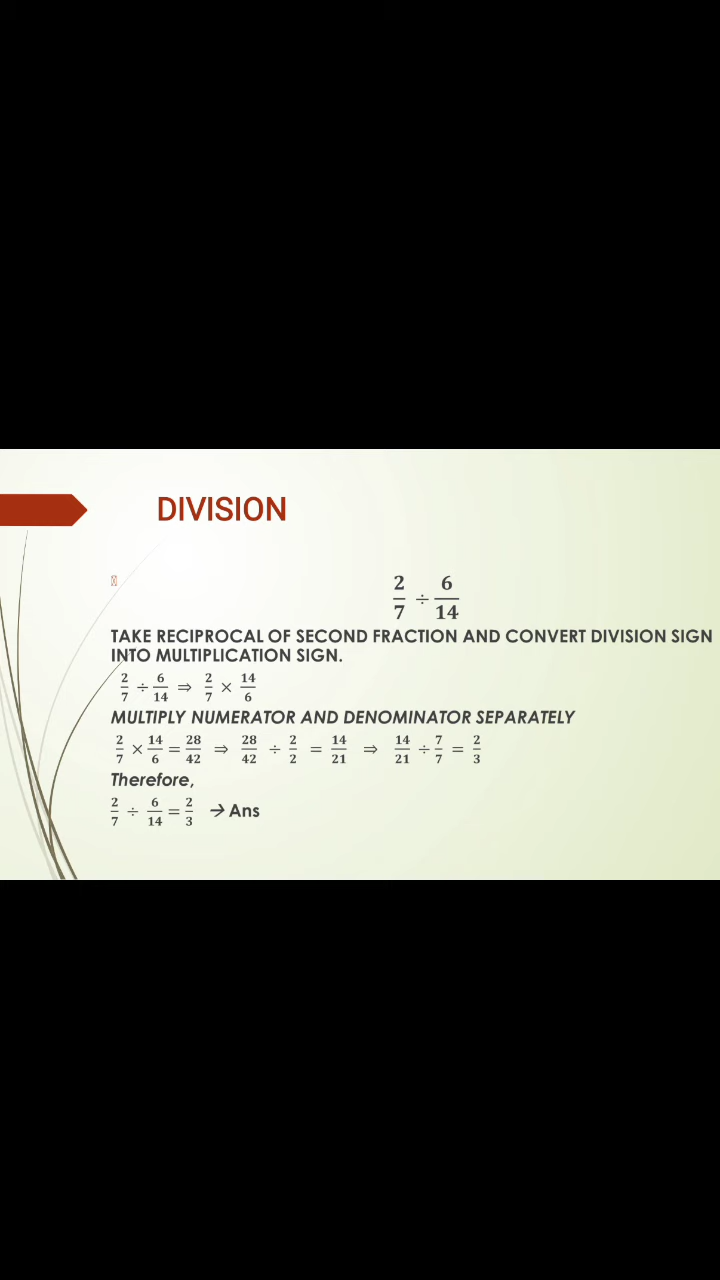 DIVISION
2/7 ÷ 6/14
TAKE RECIPROCAL OF SECOND FRACTION AND CONVERT DIVISION SIGN
INTO MULTIPLICATION SIGN.
2/7 ÷ 6/14 ⇒ 2/7 × 14/6
MULTIPLY NUMERATOR AND DENOMINATOR SEPARATELY
2/7 × 14/6 = 28/42 ⇒ 28/42 ÷ 2/2 = 14/21 ⇒ 14/21 ÷ 7/7 = 2/3
Therefore,
2/7 ÷ 6/14 = 2/3 → Ans